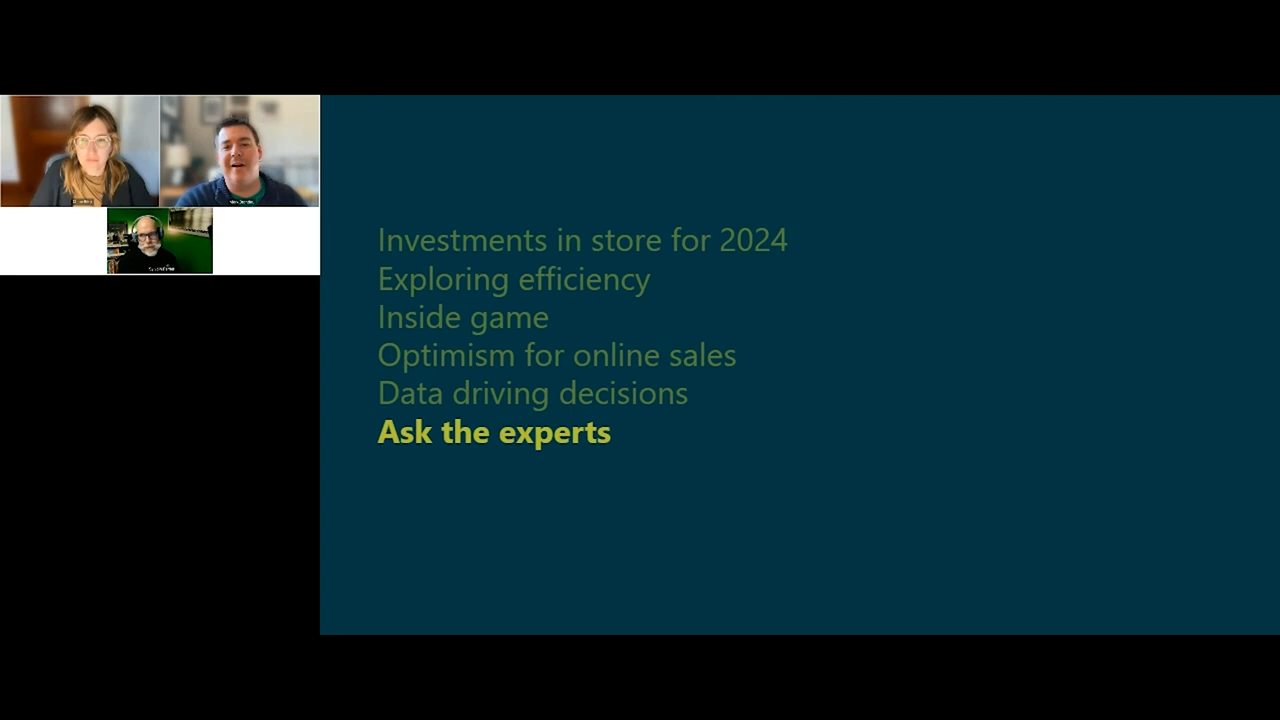 Investments in store for 2024
Exploring efficiency
Inside game
Optimism for online sales
Data driving decisions
Ask the experts